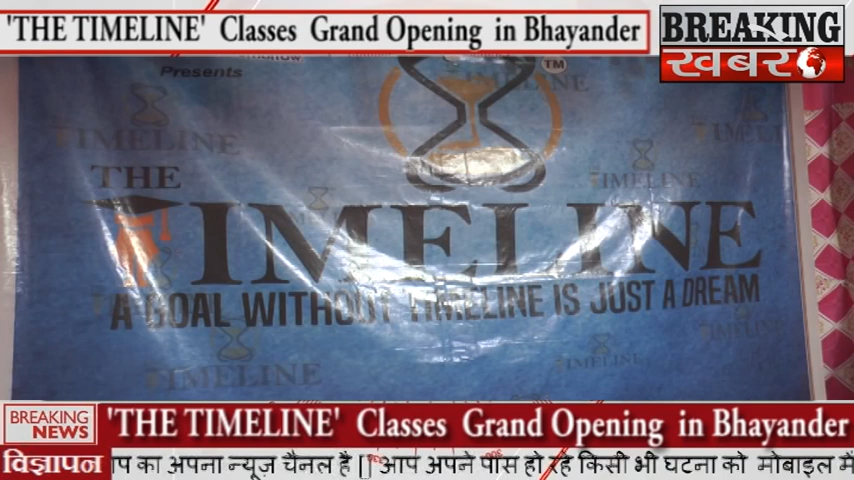 'THE TIMELINE' Classes Grand Opening in Bhayander
BREAKING
खबर
Presents
TM
TIMELINE
THE
TIMELINE
A GOAL WITHOUT TIMELINE IS JUST A DREAM
TIMELINE
TIMELINE
TIMELINE
BREAKING
NEWS
'THE TIMELINE' Classes Grand Opening in Bhayander
विज्ञापन
का अपना न्यूज़ चैनल है [] आप अपने पास हो रहे किसी भी घटना को मोबाइल में